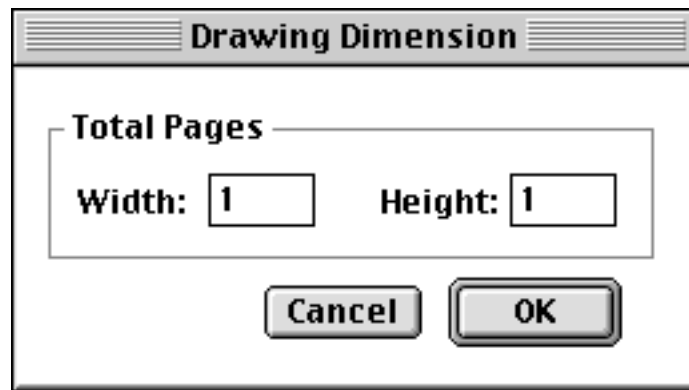 Drawing Dimension
Total Pages
Width: 1 Height: 1
Cancel OK